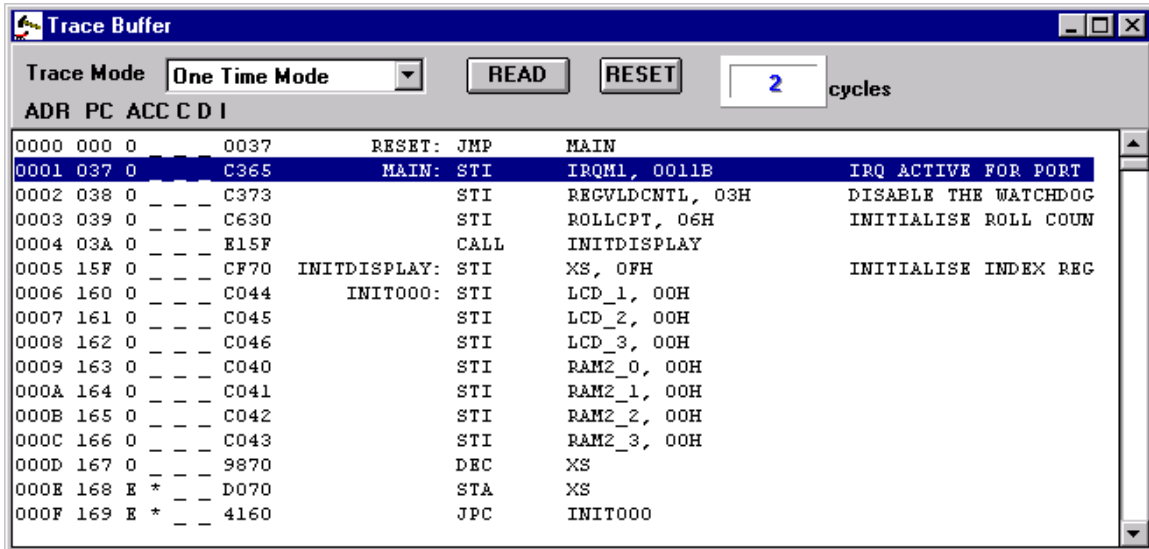 Trace Buffer
Trace Mode One Time Mode READ RESET 2 cycles
ADR PC ACC C D I
0000 000 0 _ _ _ 0037 RESET: JMP MAIN
0001 037 0 _ _ _ C365 MAIN: STI IRQM1, 0011B IRQ ACTIVE FOR PORT
0002 038 0 _ _ _ C373 STI REGVLDCNTL, 03H DISABLE THE WATCHDOG
0003 039 0 _ _ _ C630 STI ROLLCPT, 06H INITIALISE ROLL COUN
0004 03A 0 _ _ _ E15F CALL INITDISPLAY
0005 15F 0 _ _ _ CF70 INITDISPLAY: STI XS, 0FH INITIALISE INDEX REG
0006 160 0 _ _ _ C044 INIT000: STI LCD_1, 00H
0007 161 0 _ _ _ C045 STI LCD_2, 00H
0008 162 0 _ _ _ C046 STI LCD_3, 00H
0009 163 0 _ _ _ C040 STI RAM2_0, 00H
000A 164 0 _ _ _ C041 STI RAM2_1, 00H
000B 165 0 _ _ _ C042 STI RAM2_2, 00H
000C 166 0 _ _ _ C043 STI RAM2_3, 00H
000D 167 0 _ _ _ 9870 DEC XS
000E 168 E * _ _ D070 STA XS
000F 169 E * _ _ 4160 JPC INIT000